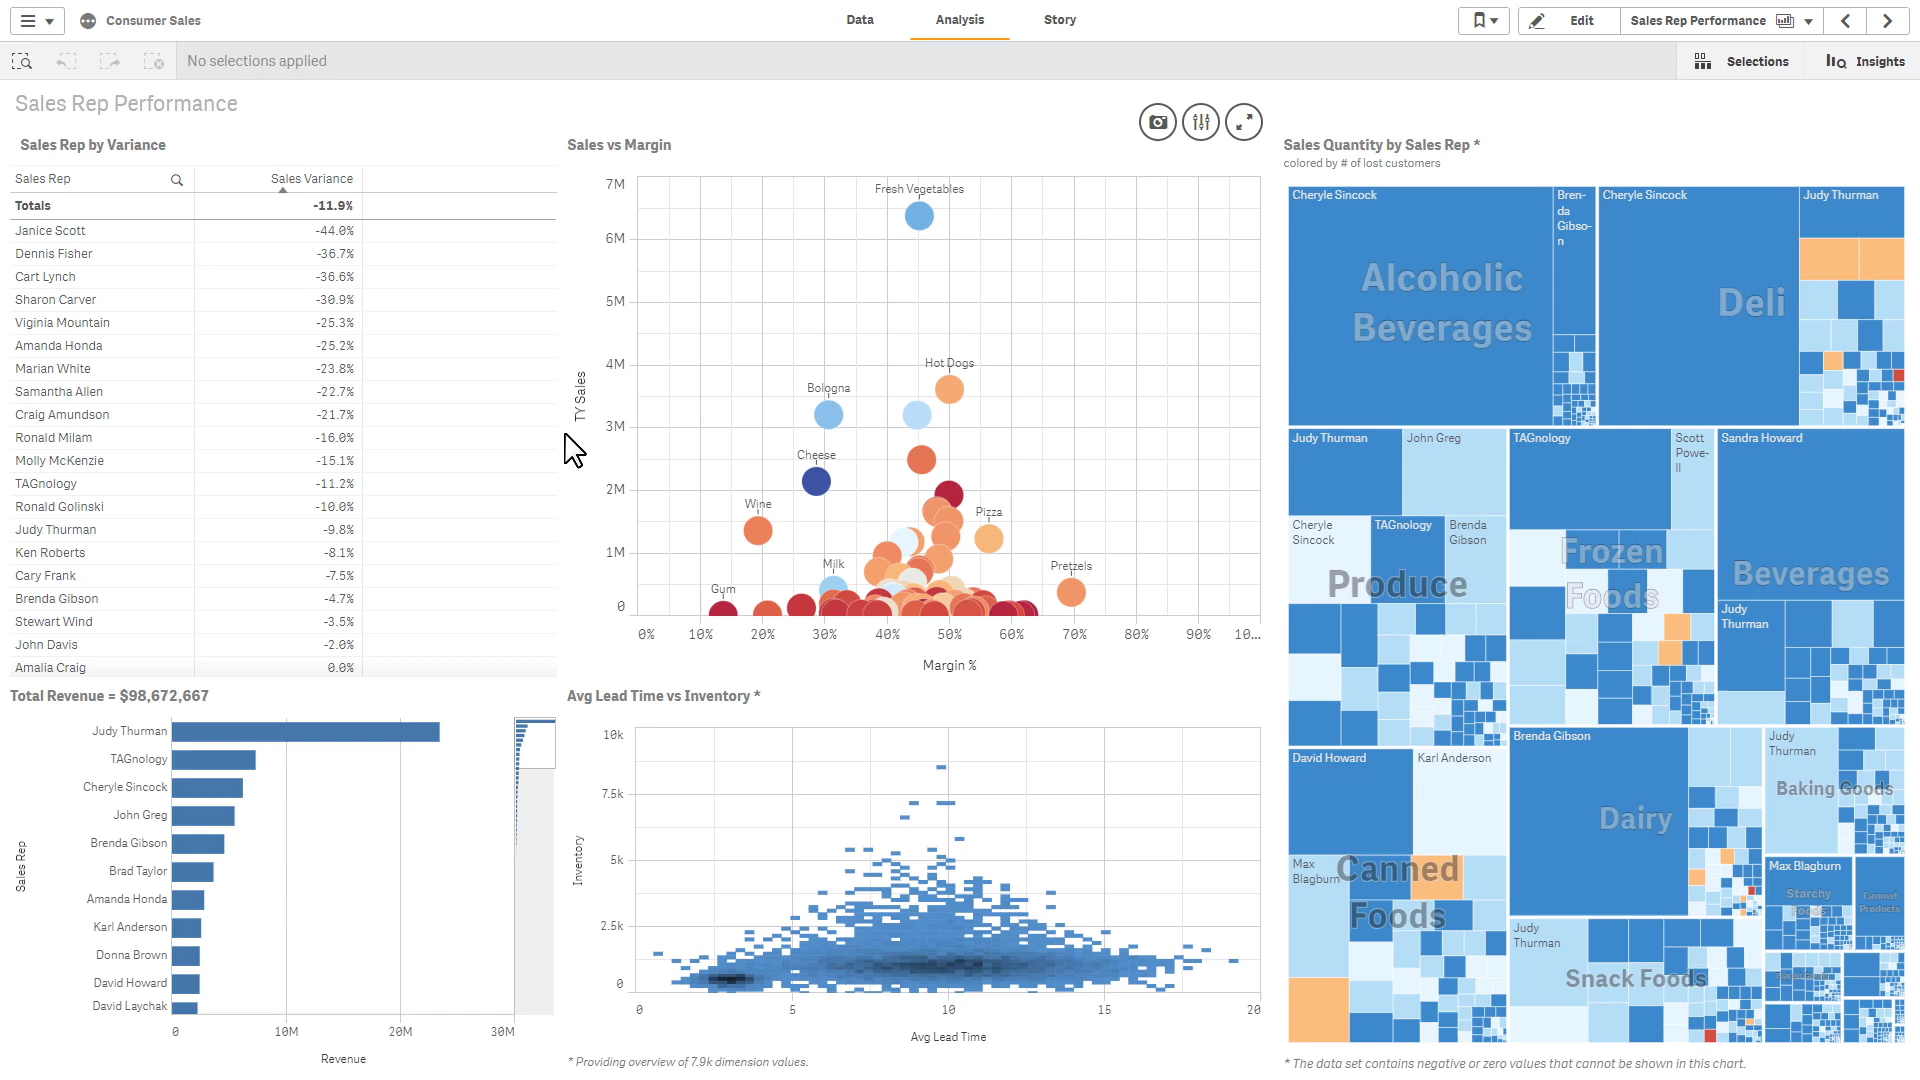 Consumer Sales
Data
Analysis
Story
Edit
Sales Rep Performance
No selections applied
Selections
Insights
Sales Rep Performance
Sales Rep by Variance
Sales Rep Sales Variance
Totals -11.9%
Janice Scott -44.0%
Dennis Fisher -36.7%
Cart Lynch -36.6%
Sharon Carver -30.9%
Viginia Mountain -25.3%
Amanda Honda -25.2%
Marian White -23.8%
Samantha Allen -22.7%
Craig Amundson -21.7%
Ronald Milam -16.0%
Molly McKenzie -15.1%
TAGnology -11.2%
Ronald Golinski -10.0%
Judy Thurman -9.8%
Ken Roberts -8.1%
Cary Frank -7.5%
Brenda Gibson -4.7%
Stewart Wind -3.5%
John Davis -2.0%
Amalia Craig 0.0%
Sales vs Margin
TY Sales
7M
6M
5M
4M
3M
2M
1M
0
Fresh Vegetables
Hot Dogs
Bologna
Cheese
Wine
Pizza
Milk
Pretzels
Gum
0% 10% 20% 30% 40% 50% 60% 70% 80% 90% 10...
Margin %
Total Revenue = $98,672,667
Sales Rep
Judy Thurman
TAGnology
Cheryle Sincock
John Greg
Brenda Gibson
Brad Taylor
Amanda Honda
Karl Anderson
Donna Brown
David Howard
David Laychak
0 10M 20M 30M
Revenue
Avg Lead Time vs Inventory *
Inventory
10k
7.5k
5k
2.5k
0
0 5 10 15 20
Avg Lead Time
* Providing overview of 7.9k dimension values.
Sales Quantity by Sales Rep *
colored by # of lost customers
Cheryle Sincock
Bren-
da
Gibso-
n
Alcoholic
Beverages
Cheryle Sincock
Judy Thurman
Deli
Judy Thurman
John Greg
Cheryle
Sincock
TAGnology
Brenda
Gibson
Produce
TAGnology
Scott
Powe-
ll
Frozen
Foods
Sandra Howard
Beverages
Judy
Thurman
David Howard
Karl Anderson
Max
Blagburn
Canned
Foods
Brenda Gibson
Dairy
Judy
Thurman
Baking Goods
Max Blagburn
Starchy
Foods
Canned
Products
Judy
Thurman
Snack Foods
* The data set contains negative or zero values that cannot be shown in this chart.